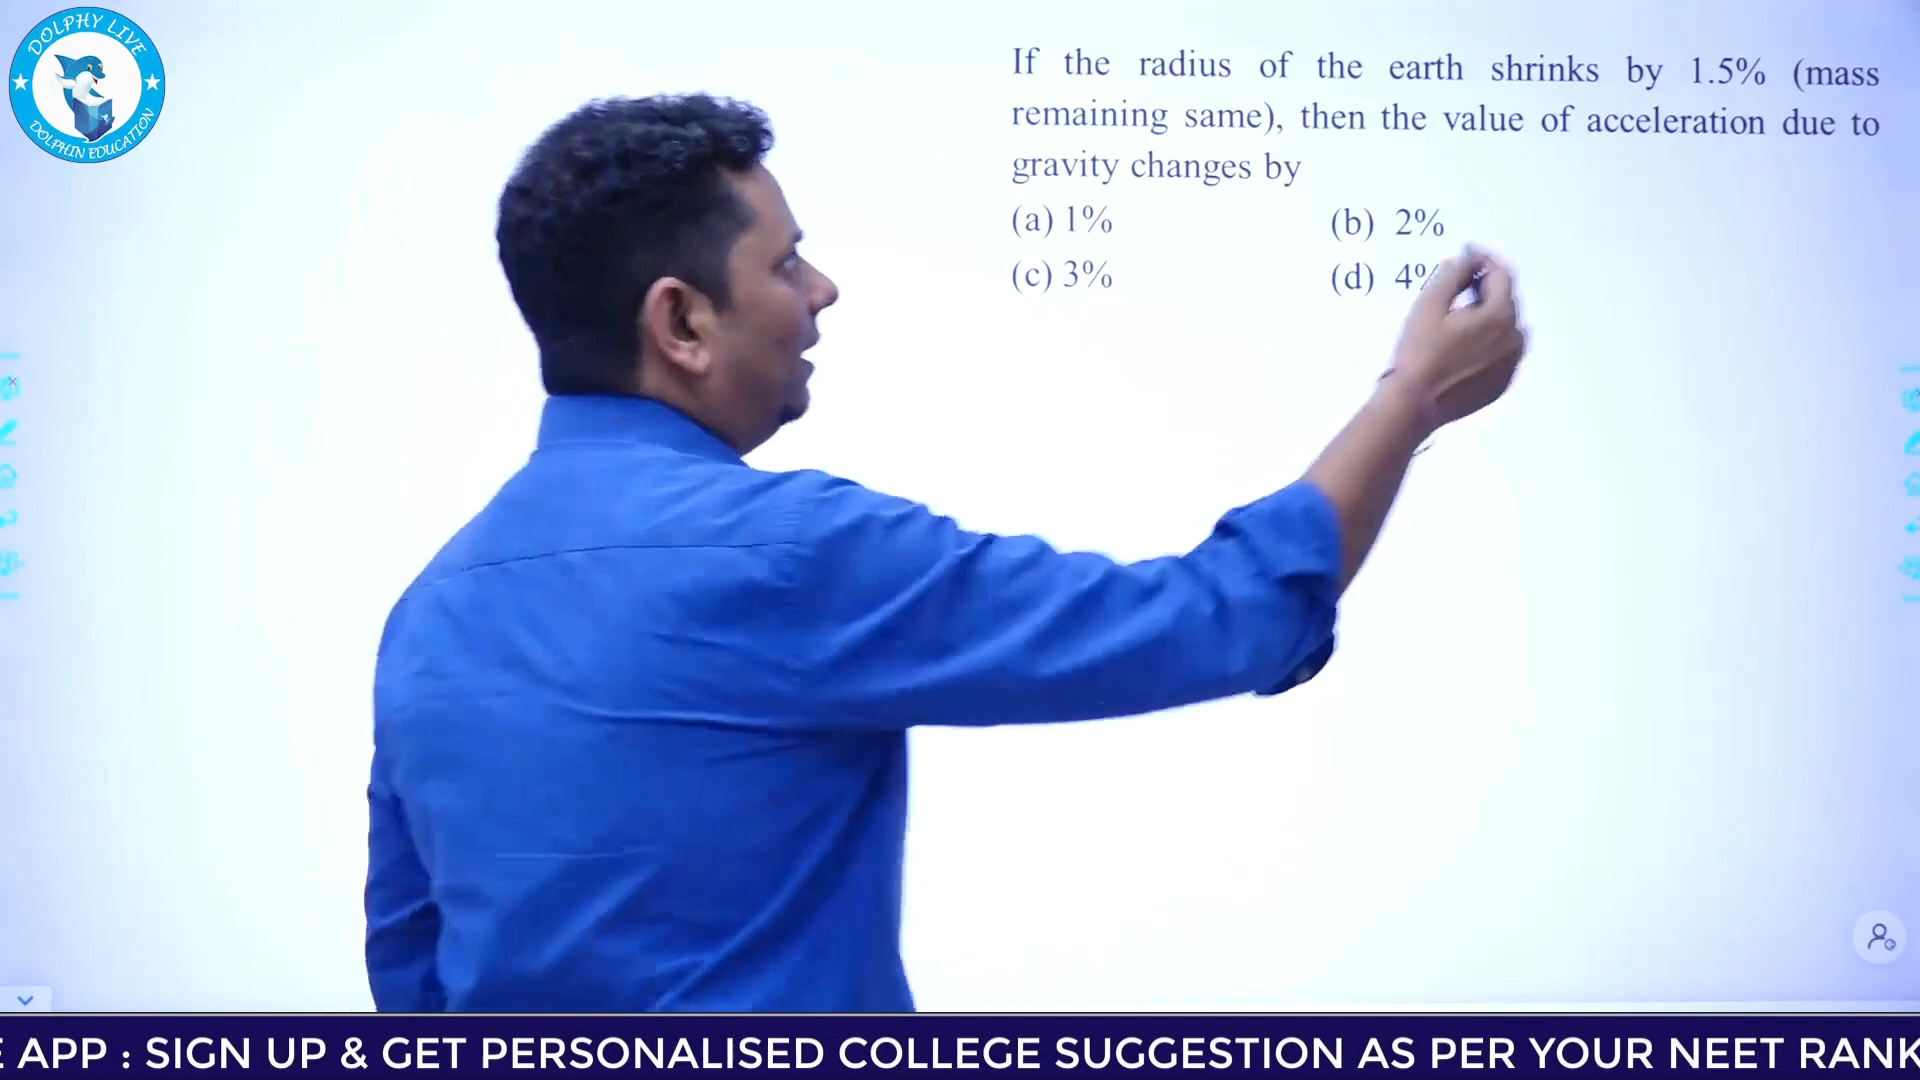 DOLPHY LIVE
DOLPHIN EDUCATION
If the radius of the earth shrinks by 1.5% (mass
remaining same), then the value of acceleration due to
gravity changes by
(a) 1% (b) 2%
(c) 3% (d) 4%
APP : SIGN UP & GET PERSONALISED COLLEGE SUGGESTION AS PER YOUR NEET RANK